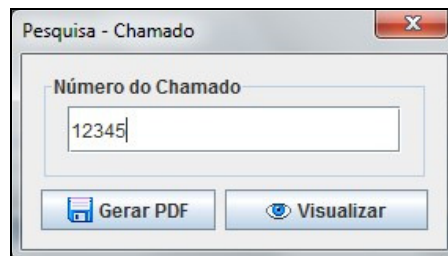 Pesquisa - Chamado
Número do Chamado
12345
Gerar PDF
Visualizar